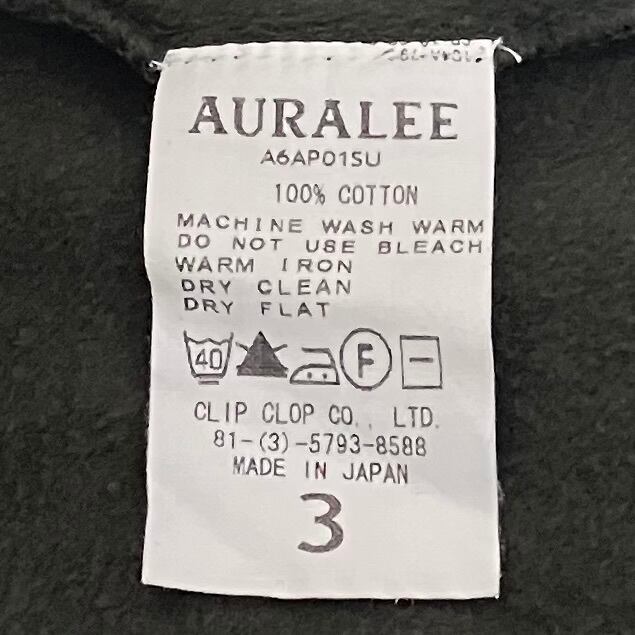 AURALEE
A6AP01SU
100% COTTON
MACHINE WASH WARM
DO NOT USE BLEACH
WARM IRON
DRY CLEAN
DRY FLAT
40 F
CLIP CLOP CO., LTD.
81-(3)-5793-8588
MADE IN JAPAN
3